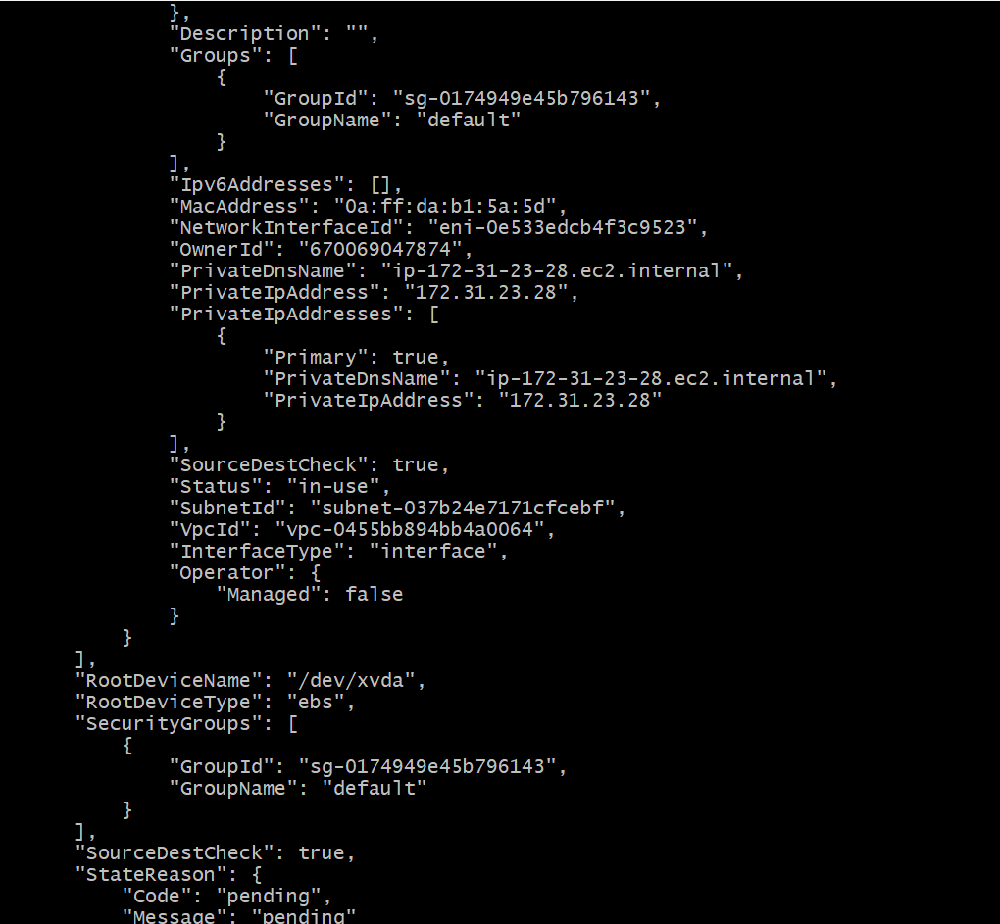 },
"Description": "",
"Groups": [
{
"GroupId": "sg-0174949e45b796143",
"GroupName": "default"
}
],
"Ipv6Addresses": [],
"MacAddress": "0a:ff:da:b1:5a:5d",
"NetworkInterfaceId": "eni-0e533edcb4f3c9523",
"OwnerId": "670069047874",
"PrivateDnsName": "ip-172-31-23-28.ec2.internal",
"PrivateIpAddress": "172.31.23.28",
"PrivateIpAddresses": [
{
"Primary": true,
"PrivateDnsName": "ip-172-31-23-28.ec2.internal",
"PrivateIpAddress": "172.31.23.28"
}
],
"SourceDestCheck": true,
"Status": "in-use",
"SubnetId": "subnet-037b24e7171cfcebf",
"VpcId": "vpc-0455bb894bb4a0064",
"InterfaceType": "interface",
"Operator": {
"Managed": false
}
}
],
"RootDeviceName": "/dev/xvda",
"RootDeviceType": "ebs",
"SecurityGroups": [
{
"GroupId": "sg-0174949e45b796143",
"GroupName": "default"
}
],
"SourceDestCheck": true,
"StateReason": {
"Code": "pending",
"Message": "pending"